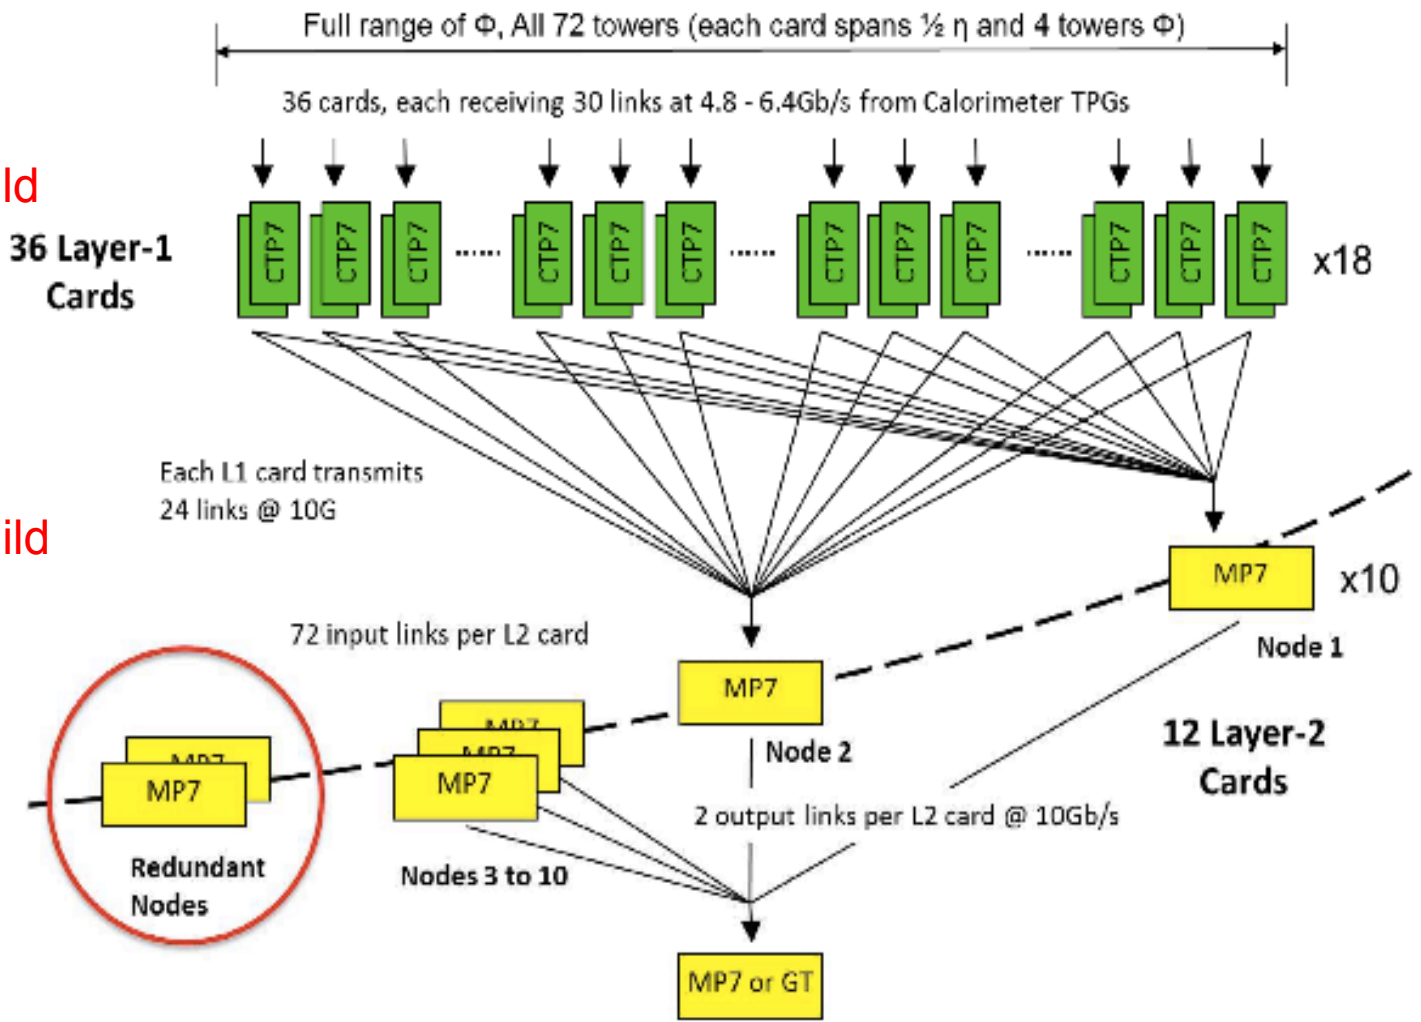 Full range of Φ, All 72 towers (each card spans ½ η and 4 towers Φ)
36 cards, each receiving 30 links at 4.8 - 6.4Gb/s from Calorimeter TPGs
ld
36 Layer-1
Cards
CTP7 CTP7 CTP7 ...... CTP7 CTP7 CTP7 ...... CTP7 CTP7 CTP7 ...... CTP7 CTP7 CTP7
x18
Each L1 card transmits
24 links @ 10G
ild
MP7
x10
Node 1
72 input links per L2 card
MP7
Node 2
12 Layer-2
Cards
MP7
MP7
MP7
Nodes 3 to 10
MP7
MP7
Redundant
Nodes
2 output links per L2 card @ 10Gb/s
MP7 or GT